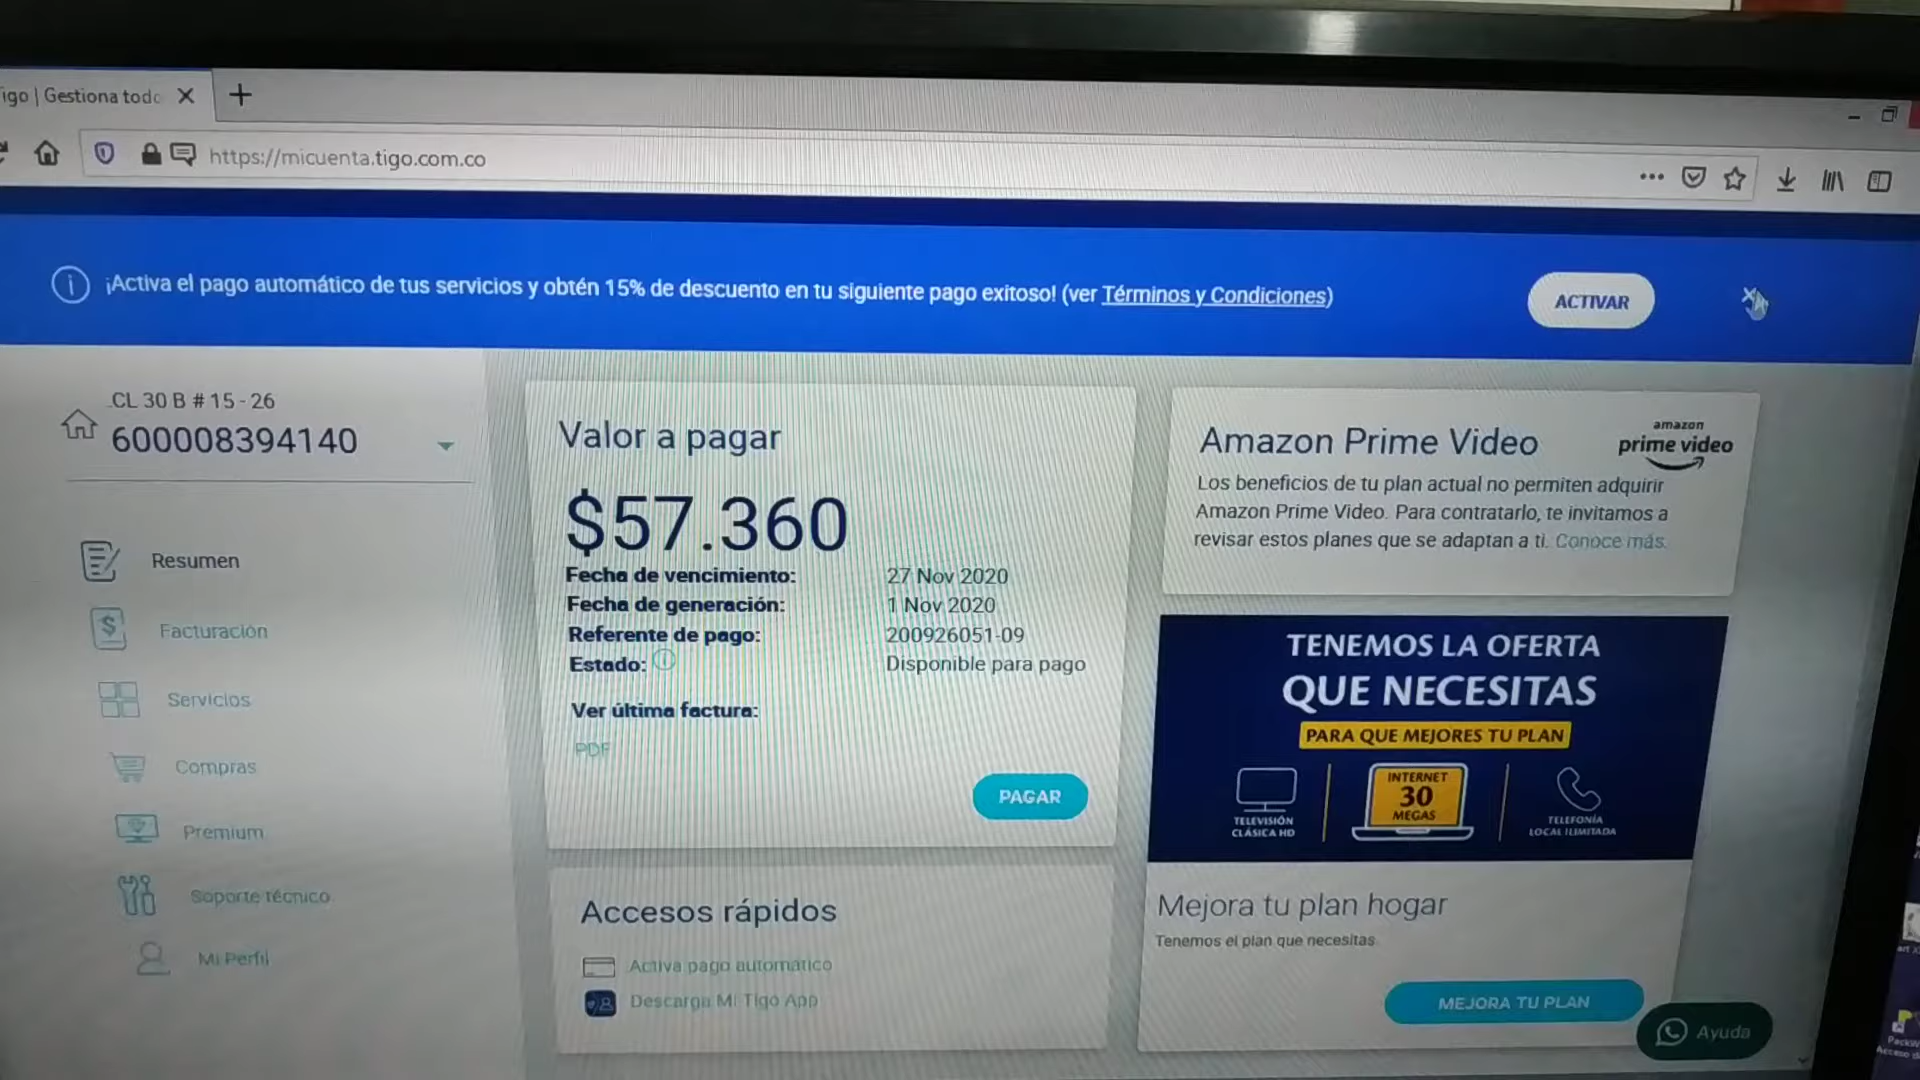 igo | Gestiona todo
https://micuenta.tigo.com.co
¡Activa el pago automático de tus servicios y obtén 15% de descuento en tu siguiente pago exitoso! (ver Términos y Condiciones)
ACTIVAR
CL 30 B # 15 - 26
600008394140
Resumen
Facturación
Servicios
Compras
Premium
Soporte técnico
Mi Perfil
Valor a pagar
$57.360
Fecha de vencimiento: 27 Nov 2020
Fecha de generación: 1 Nov 2020
Referente de pago: 200926051-09
Estado: Disponible para pago
Ver última factura:
PDF
PAGAR
Accesos rápidos
Activa pago automático
Descarga Mi Tigo App
Amazon Prime Video
amazon
prime video
Los beneficios de tu plan actual no permiten adquirir
Amazon Prime Video. Para contratarlo, te invitamos a
revisar estos planes que se adaptan a ti. Conoce más.
TENEMOS LA OFERTA
QUE NECESITAS
PARA QUE MEJORES TU PLAN
TELEVISIÓN
CLÁSICA HD
INTERNET
30
MEGAS
TELEFONÍA
LOCAL ILIMITADA
Mejora tu plan hogar
Tenemos el plan que necesitas.
MEJORA TU PLAN
Ayuda